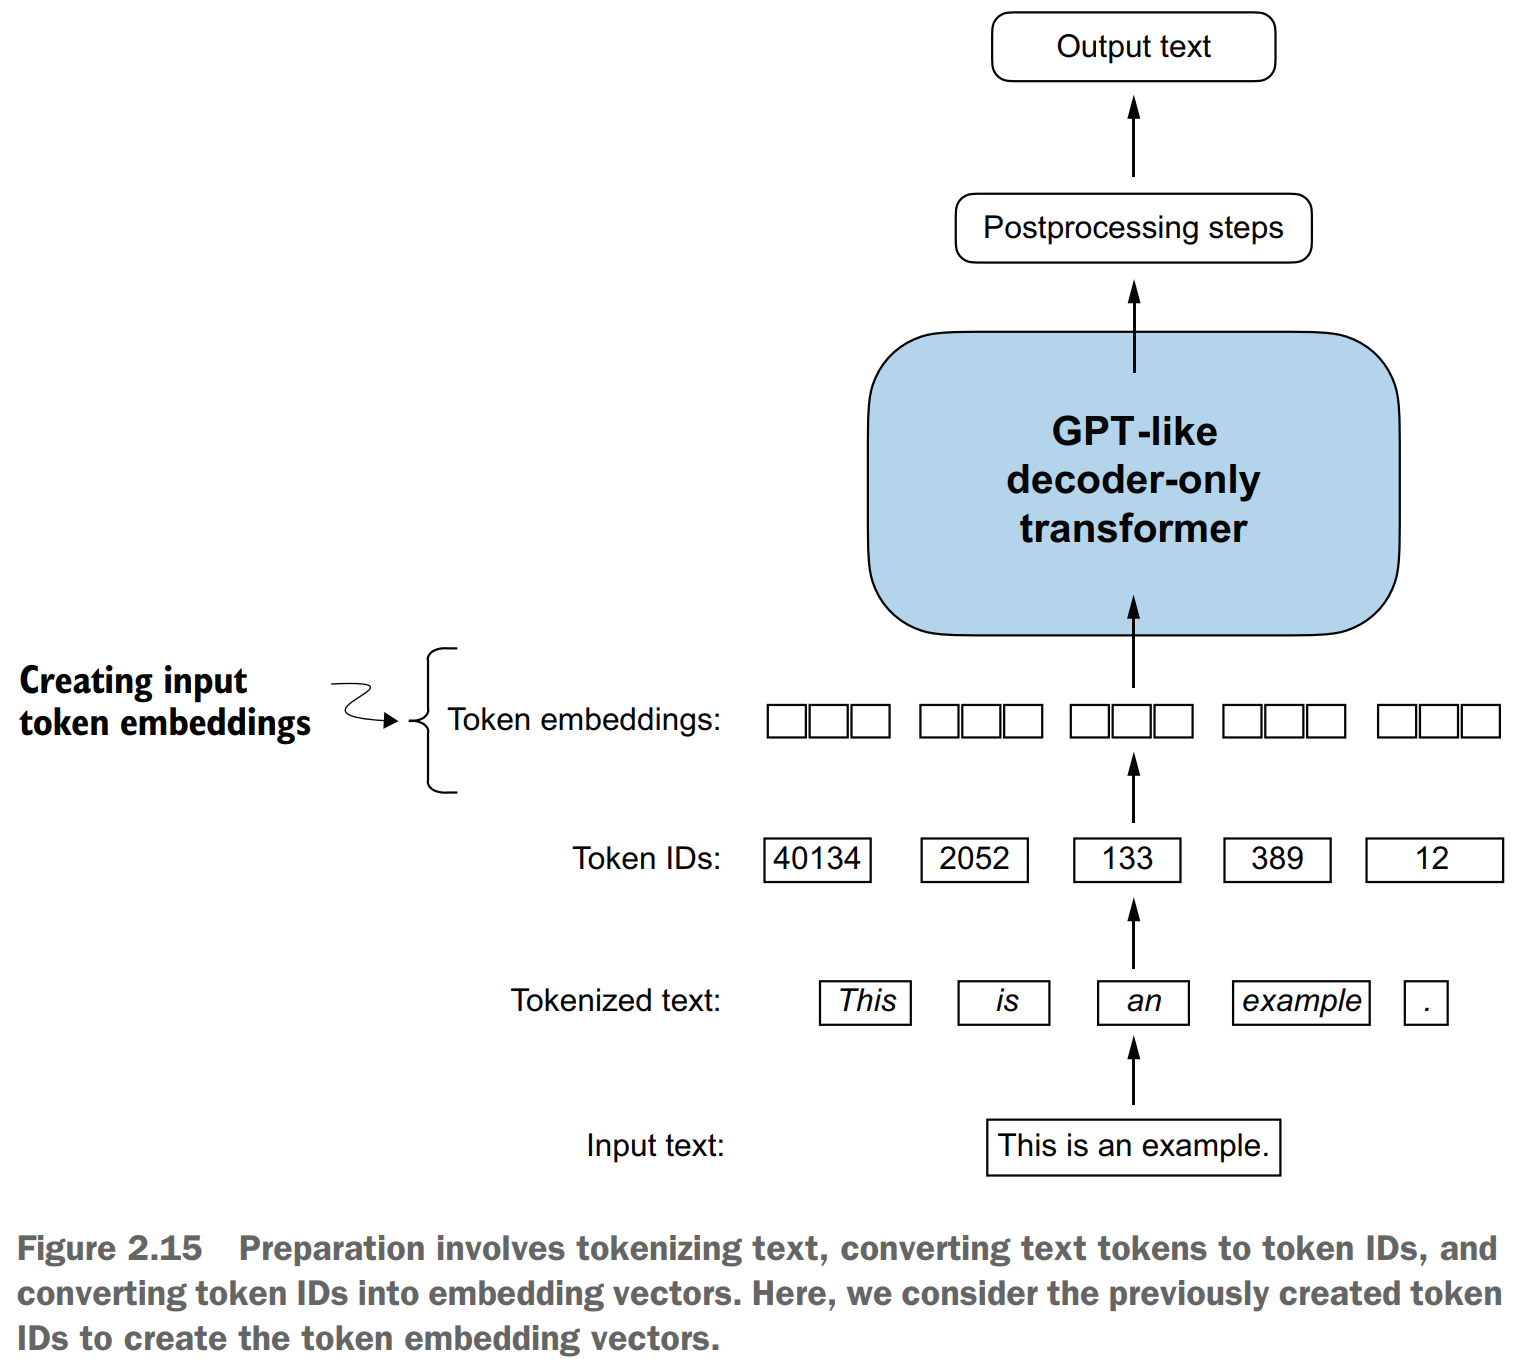 Output text
Postprocessing steps
GPT-like
decoder-only
transformer
Creating input
token embeddings
Token embeddings:
Token IDs: 40134 2052 133 389 12
Tokenized text: This is an example .
Input text: This is an example.
Figure 2.15 Preparation involves tokenizing text, converting text tokens to token IDs, and
converting token IDs into embedding vectors. Here, we consider the previously created token
IDs to create the token embedding vectors.